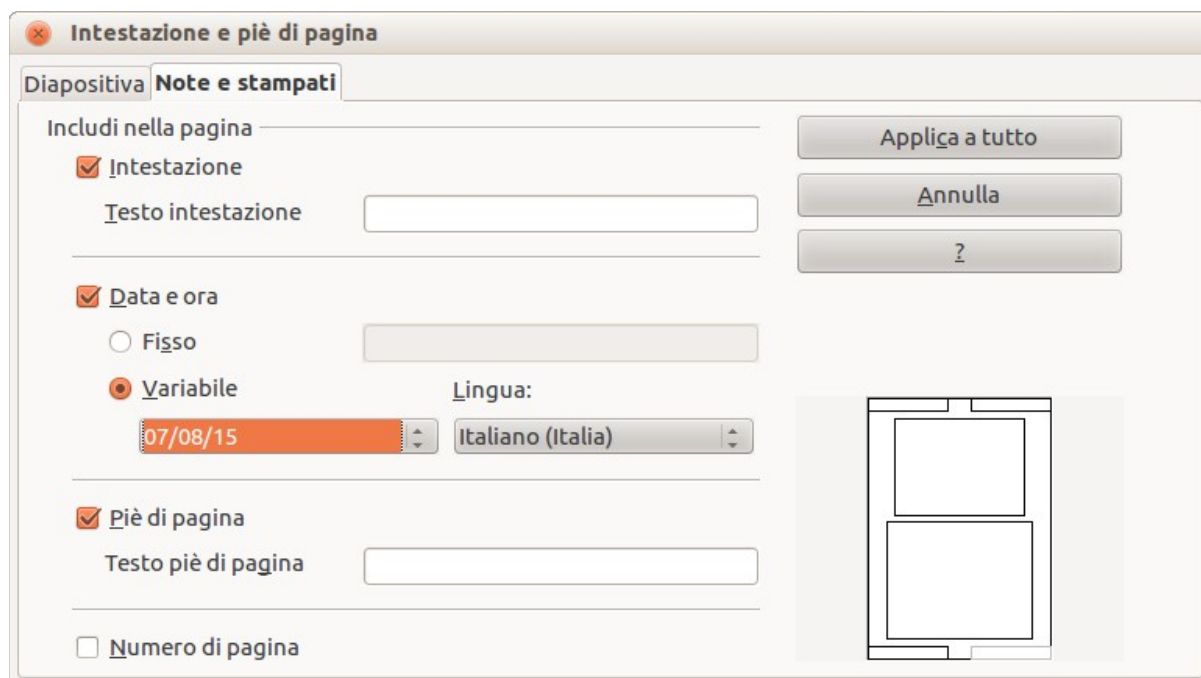 Intestazione e piè di pagina
Diapositiva Note e stampati
Includi nella pagina
Intestazione
Testo intestazione
Data e ora
Fisso
Variabile
Lingua:
07/08/15
Italiano (Italia)
Piè di pagina
Testo piè di pagina
Numero di pagina
Applica a tutto
Annulla
?